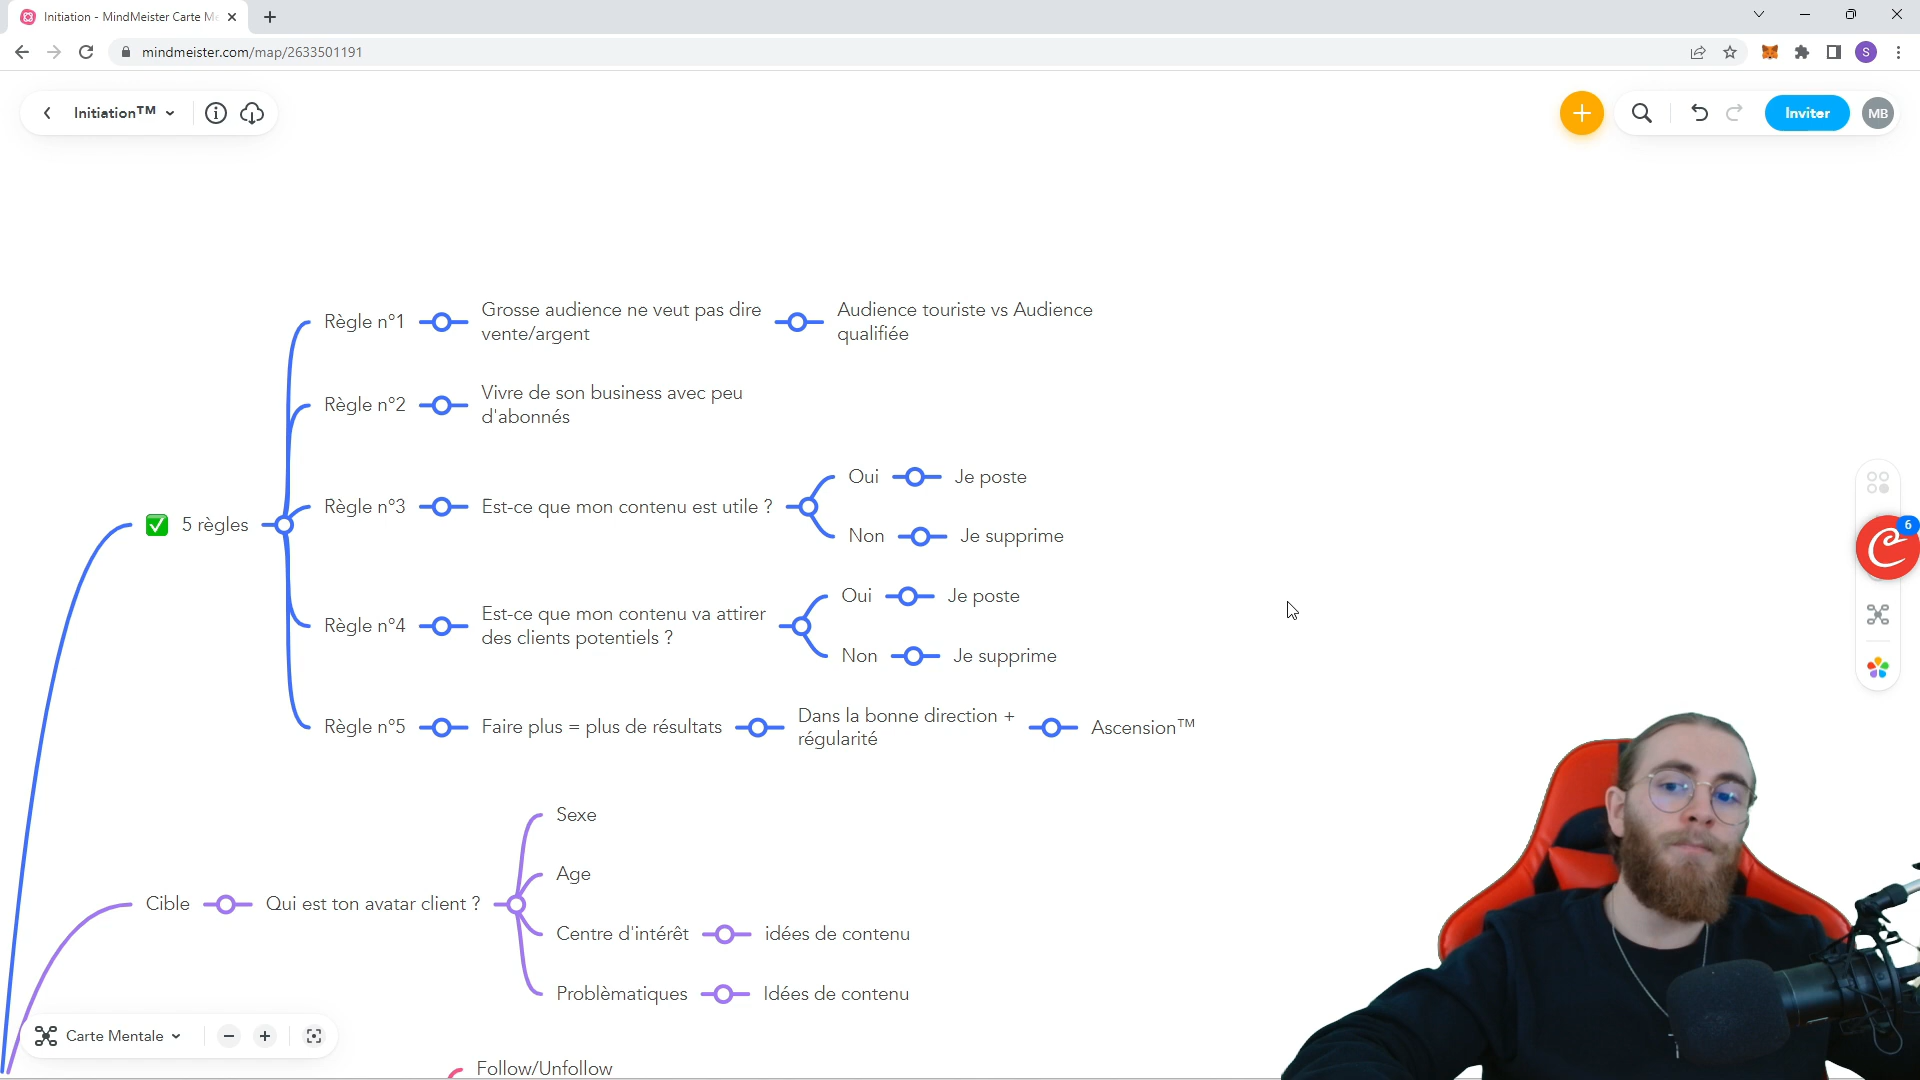 Initiation - MindMeister Carte Me
mindmeister.com/map/2633501191
S
Initiation™
Inviter
MB
Règle n°1
Grosse audience ne veut pas dire
vente/argent
Audience touriste vs Audience
qualifiée
Règle n°2
Vivre de son business avec peu
d'abonnés
Règle n°3
Est-ce que mon contenu est utile ?
Oui
Je poste
Non
Je supprime
5 règles
Règle n°4
Est-ce que mon contenu va attirer
des clients potentiels ?
Oui
Je poste
Non
Je supprime
Règle n°5
Faire plus = plus de résultats
Dans la bonne direction +
régularité
Ascension™
6
Cible
Qui est ton avatar client ?
Sexe
Age
Centre d'intérêt
idées de contenu
Problèmatiques
Idées de contenu
Carte Mentale
Follow/Unfollow